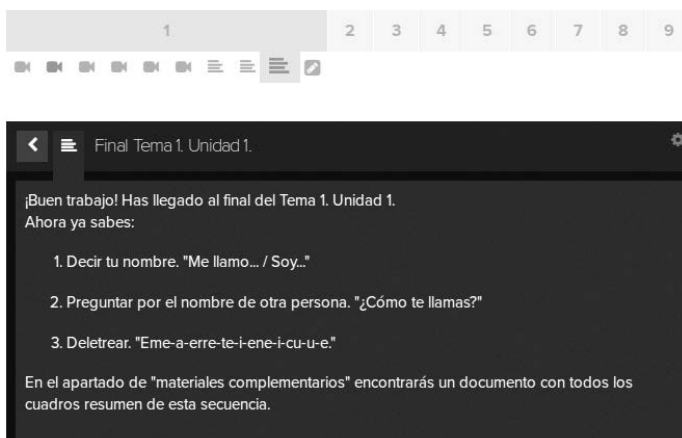 1 2 3 4 5 6 7 8 9
Final Tema 1. Unidad 1.
¡Buen trabajo! Has llegado al final del Tema 1. Unidad 1.
Ahora ya sabes:
1. Decir tu nombre. "Me llamo... / Soy..."
2. Preguntar por el nombre de otra persona. "¿Cómo te llamas?"
3. Deletrear. "Eme-a-erre-te-i-ene-i-cu-u-e."
En el apartado de "materiales complementarios" encontrarás un documento con todos los
cuadros resumen de esta secuencia.